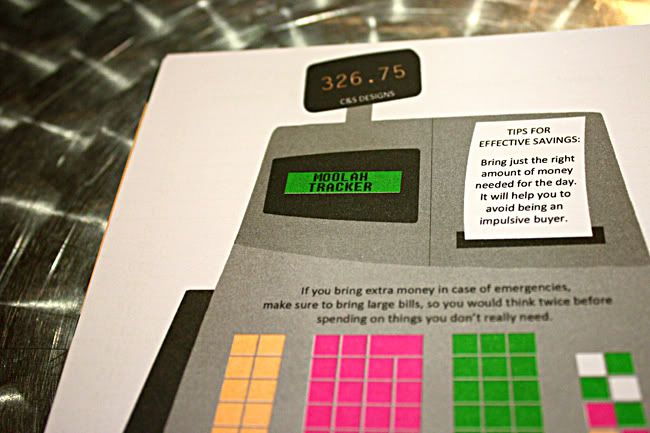 326.75
C&S DESIGNS
MOOLAH
TRACKER
TIPS FOR
EFFECTIVE SAVINGS:
Bring just the right
amount of money
needed for the day.
It will help you to
avoid being an
impulsive buyer.
If you bring extra money in case of emergencies,
make sure to bring large bills, so you would think twice before
spending on things you don't really need.